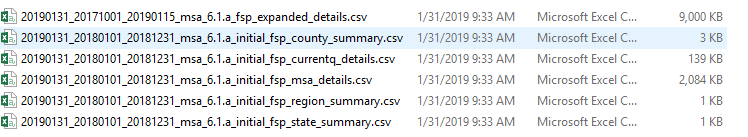 20190131_20171001_20190115_msa_6.1.a_fsp_expanded_details.csv 1/31/2019 9:33 AM Microsoft Excel C... 9,000 KB
20190131_20180101_20181231_msa_6.1.a_initial_fsp_county_summary.csv 1/31/2019 9:33 AM Microsoft Excel C... 3 KB
20190131_20180101_20181231_msa_6.1.a_initial_fsp_currentq_details.csv 1/31/2019 9:33 AM Microsoft Excel C... 139 KB
20190131_20180101_20181231_msa_6.1.a_initial_fsp_msa_details.csv 1/31/2019 9:33 AM Microsoft Excel C... 2,084 KB
20190131_20180101_20181231_msa_6.1.a_initial_fsp_region_summary.csv 1/31/2019 9:33 AM Microsoft Excel C... 1 KB
20190131_20180101_20181231_msa_6.1.a_initial_fsp_state_summary.csv 1/31/2019 9:33 AM Microsoft Excel C... 1 KB